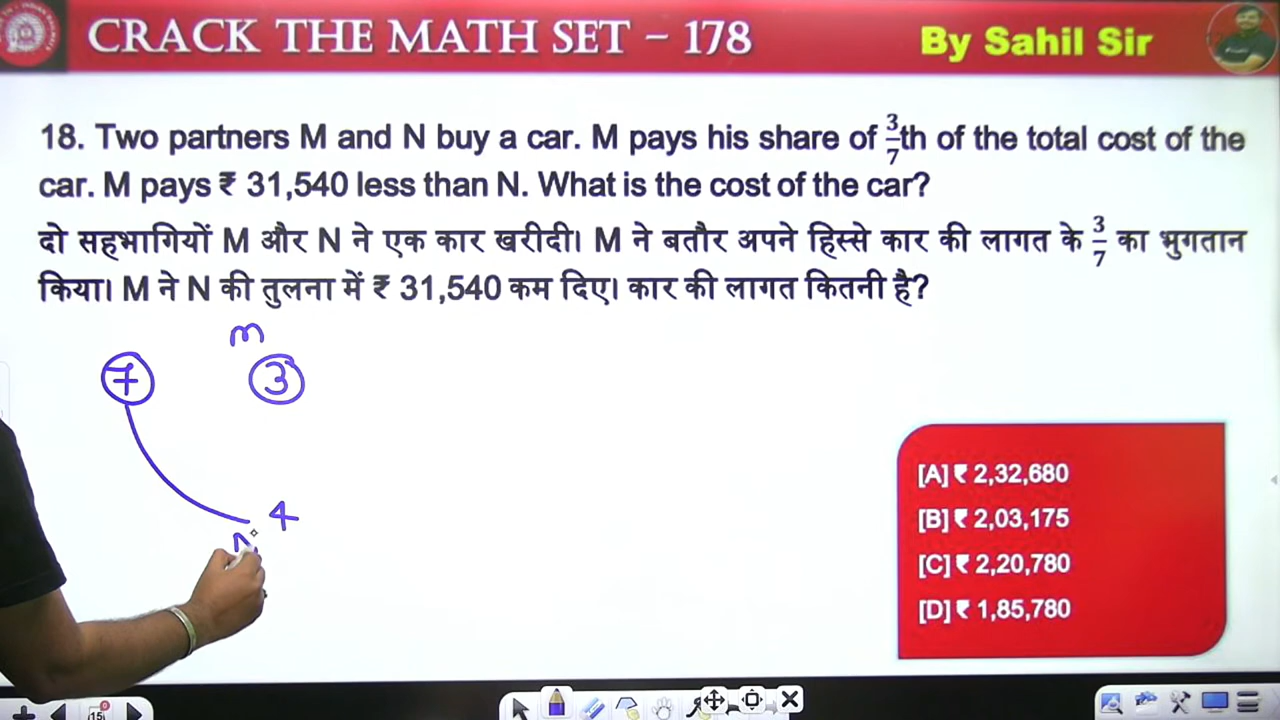 CRACK THE MATH SET – 178
By Sahil Sir
18. Two partners M and N buy a car. M pays his share of 3/7th of the total cost of the
car. M pays ₹ 31,540 less than N. What is the cost of the car?
दो सहभागियों M और N ने एक कार खरीदी। M ने बतौर अपने हिस्से कार की लागत के 3/7 का भुगतान
किया। M ने N की तुलना में ₹ 31,540 कम दिए। कार की लागत कितनी है?
m
7 3
4
[A] ₹ 2,32,680
[B] ₹ 2,03,175
[C] ₹ 2,20,780
[D] ₹ 1,85,780
15